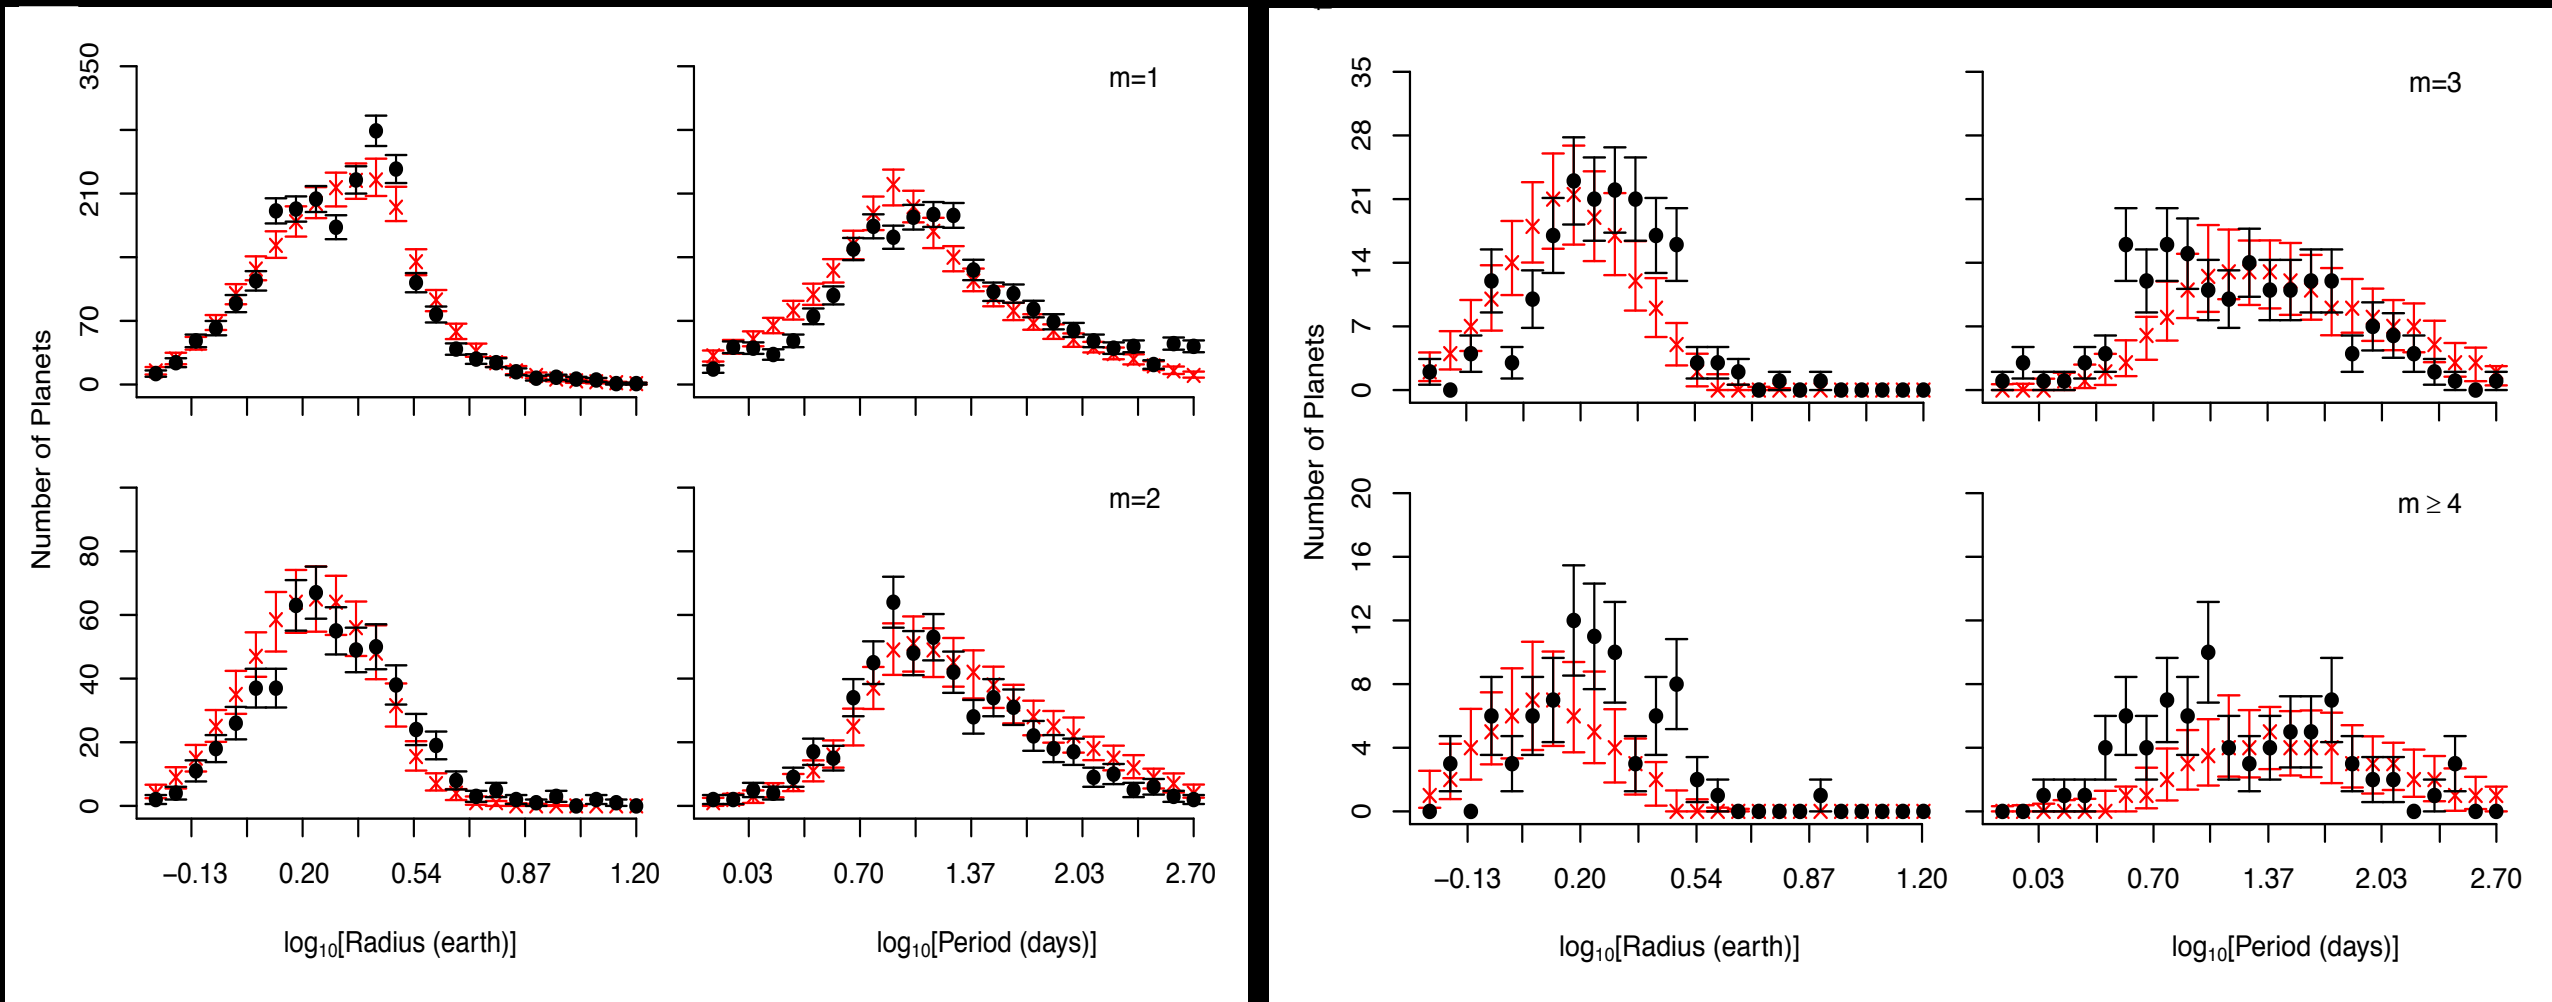 Number of Planets
350
210
70
0
m=1
80
60
40
20
0
m=2
−0.13 0.20 0.54 0.87 1.20
0.03 0.70 1.37 2.03 2.70
log10[Radius (earth)]
log10[Period (days)]
Number of Planets
35
28
21
14
7
0
m=3
20
16
12
8
4
0
m ≥ 4
−0.13 0.20 0.54 0.87 1.20
0.03 0.70 1.37 2.03 2.70
log10[Radius (earth)]
log10[Period (days)]